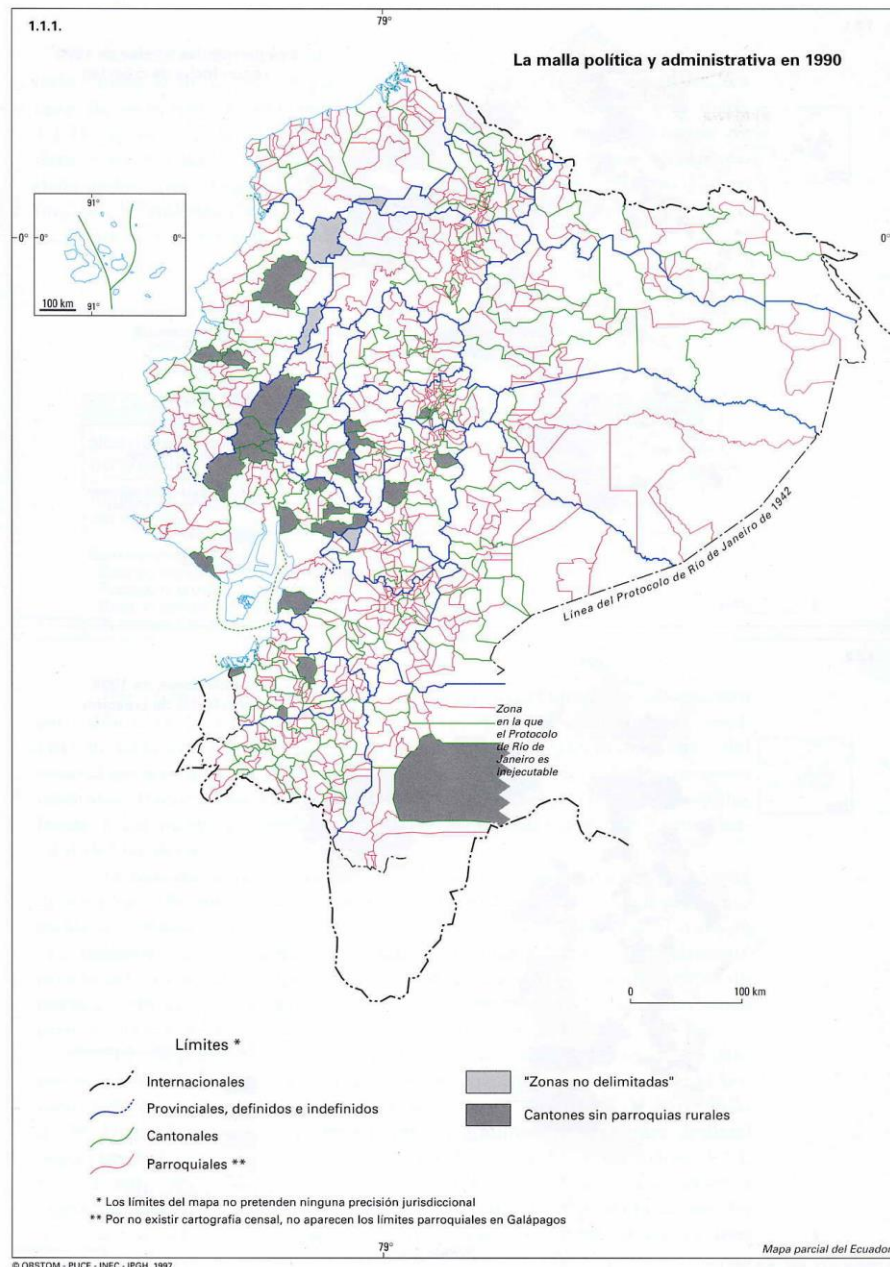 1.1.1.
79°
La malla política y administrativa en 1990
91°
0°
0°
0°
0°
100 km
91°
Línea del Protocolo de Río de Janeiro de 1942
Zona
en la que
el Protocolo
de Río de
Janeiro es
inejecutable
0 100 km
Límites *
Internacionales
Provinciales, definidos e indefinidos
Cantonales
Parroquiales **
"Zonas no delimitadas"
Cantones sin parroquias rurales
* Los límites del mapa no pretenden ninguna precisión jurisdiccional
** Por no existir cartografía censal, no aparecen los límites parroquiales en Galápagos
79°
Mapa parcial del Ecuador
© ORSTOM - PUCE - INEC - IPGH, 1997